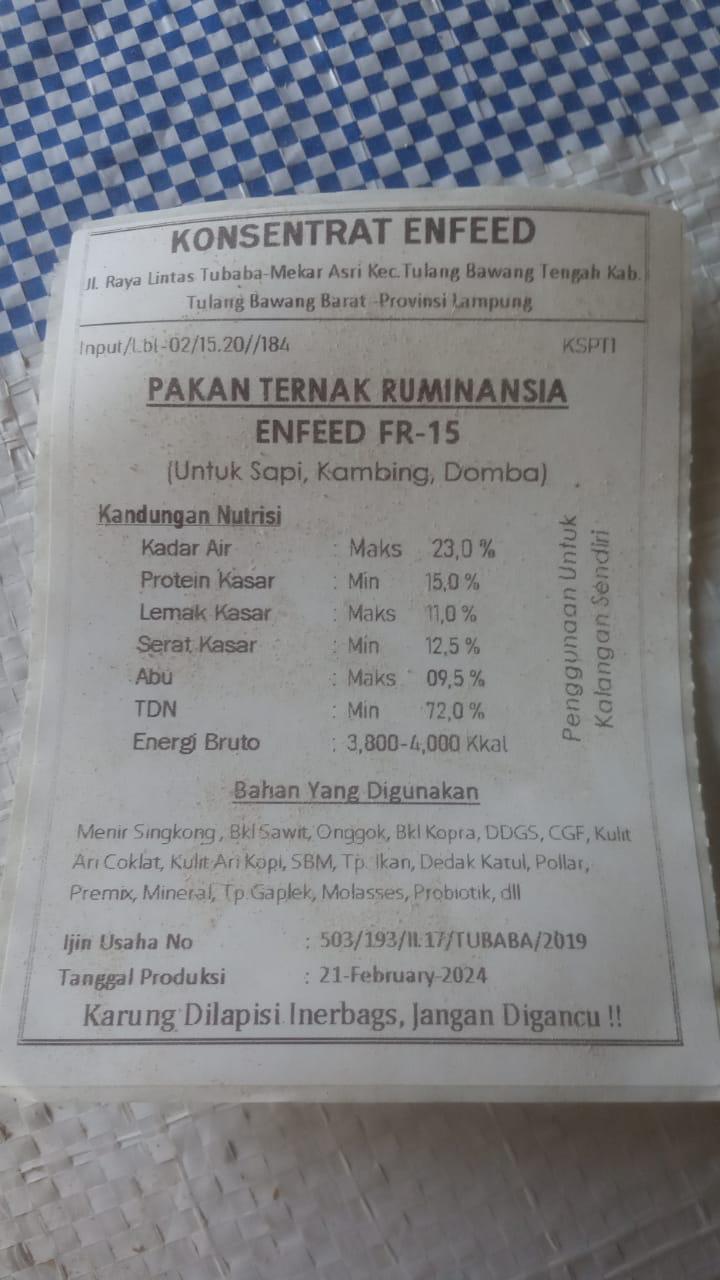 KONSENTRAT ENFEED
Jl. Raya Lintas Tubaba-Mekar Asri Kec.Tulang Bawang Tengah Kab.
Tulang Bawang Barat -Provinsi Lampung
Input/Lbl-02/15.20//184 KSPT1
PAKAN TERNAK RUMINANSIA
ENFEED FR-15
(Untuk Sapi, Kambing, Domba)
Kandungan Nutrisi
Kadar Air : Maks 23,0 %
Protein Kasar : Min 15,0 %
Lemak Kasar : Maks 11,0 %
Serat Kasar : Min 12,5 %
Abu : Maks 09,5 %
TDN : Min 72,0 %
Energi Bruto : 3,800-4,000 Kkal
Penggunaan Untuk
Kalangan Sendiri
Bahan Yang Digunakan
Menir Singkong, Bkl Sawit, Onggok, Bkl Kopra, DDGS, CGF, Kulit
Ari Coklat, Kulit Ari Kopi, SBM, Tp. Ikan, Dedak Katul, Pollar,
Premix, Mineral, Tp.Gaplek, Molasses, Probiotik, dll
Ijin Usaha No : 503/193/II.17/TUBABA/2019
Tanggal Produksi : 21-February-2024
Karung Dilapisi Inerbags, Jangan Digancu !!